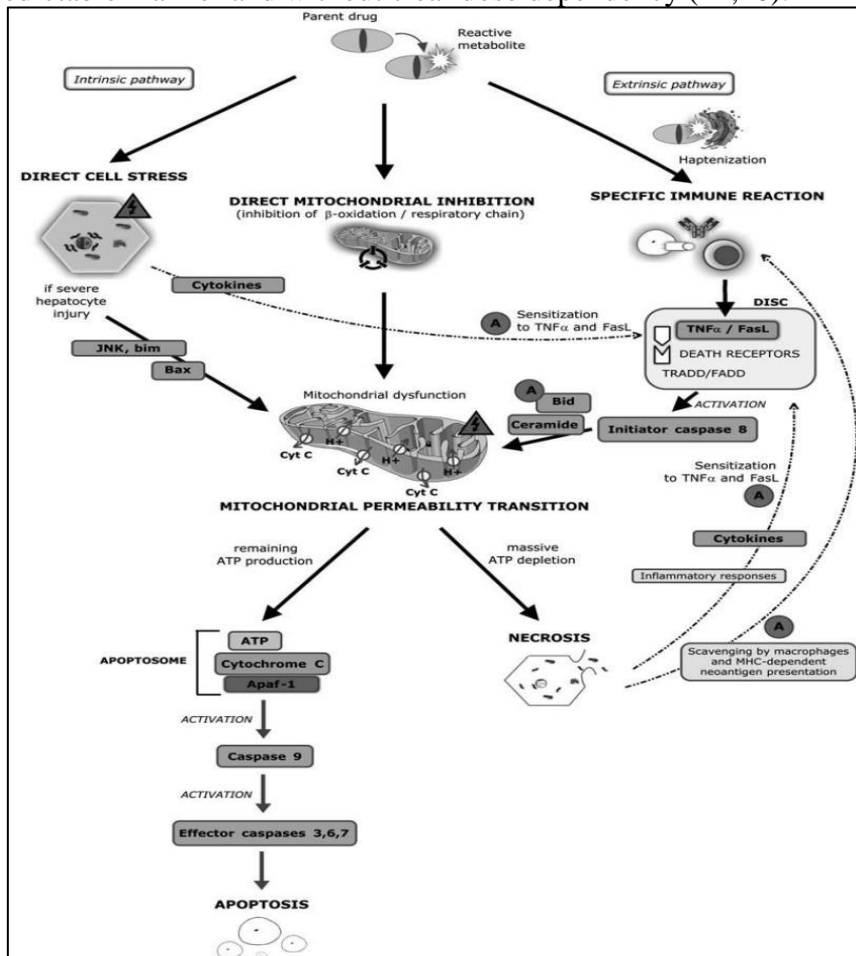 Parent drug
Reactive
metabolite
Intrinsic pathway
Extrinsic pathway
Haptenization
DIRECT CELL STRESS
DIRECT MITOCHONDRIAL INHIBITION
(inhibition of β-oxidation / respiratory chain)
SPECIFIC IMMUNE REACTION
if severe
hepatocyte
injury
Cytokines
A
Sensitization
to TNFα and FasL
DISC
TNFα / FasL
DEATH RECEPTORS
TRADD/FADD
JNK, bim
Bax
Mitochondrial dysfunction
A
Bid
Ceramide
ACTIVATION
Initiator caspase 8
Cyt C
H+
Cyt C
H+
H+
Cyt C
MITOCHONDRIAL PERMEABILITY TRANSITION
Sensitization
to TNFα and FasL
A
remaining
ATP production
massive
ATP depletion
Cytokines
Inflammatory responses
A
Scavenging by macrophages
and MHC-dependent
neoantigen presentation
NECROSIS
APOPTOSOME
ATP
Cytochrome C
Apaf-1
ACTIVATION
Caspase 9
ACTIVATION
Effector caspases 3,6,7
APOPTOSIS